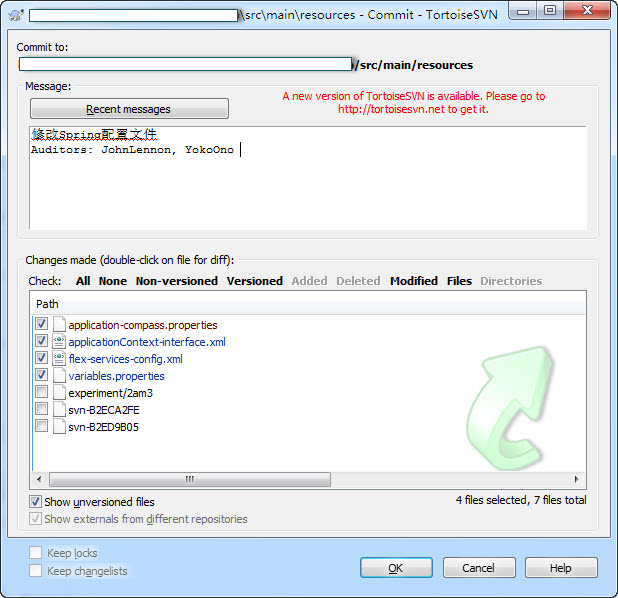 \src\main\resources - Commit - TortoiseSVN
Commit to:
/src/main/resources
Message:
Recent messages
A new version of TortoiseSVN is available. Please go to
http://tortoisesvn.net to get it.
修改Spring配置文件
Auditors: JohnLennon, YokoOno
Changes made (double-click on file for diff):
Check: All None Non-versioned Versioned Added Deleted Modified Files Directories
Path
application-compass.properties
applicationContext-interface.xml
flex-services-config.xml
variables.properties
experiment/2am3
svn-B2ECA2FE
svn-B2ED9B05
Show unversioned files
4 files selected, 7 files total
Show externals from different repositories
Keep locks
Keep changelists
OK Cancel Help